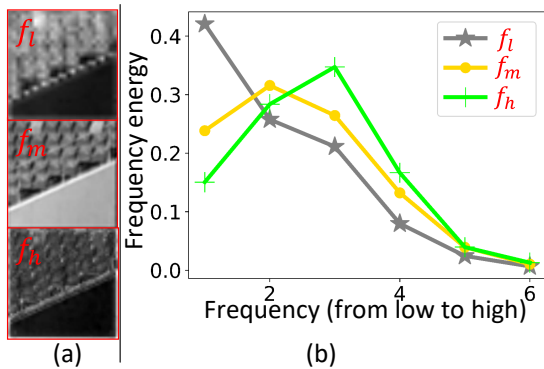 f_l
f_m
f_h
(a)
Frequency energy
0.4
0.3
0.2
0.1
0.0
2
4
6
Frequency (from low to high)
(b)
f_l
f_m
f_h